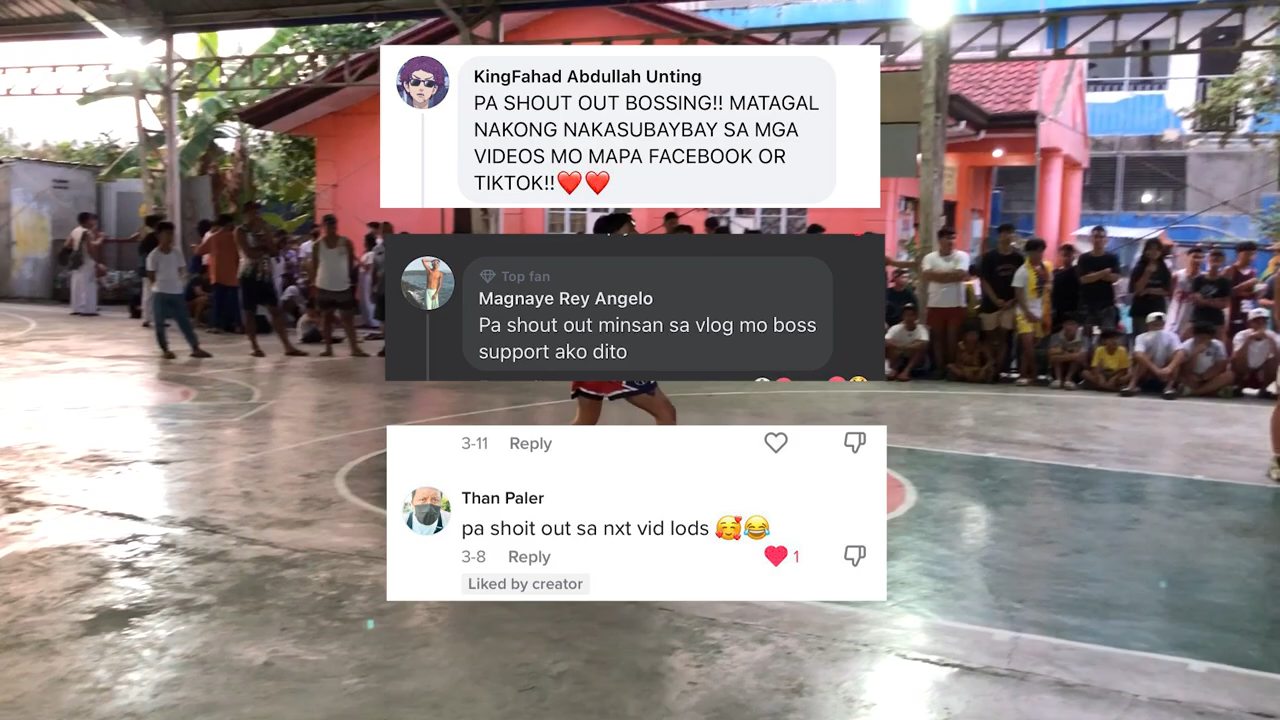 KingFahad Abdullah Unting
PA SHOUT OUT BOSSING!! MATAGAL
NAKONG NAKASUBAYBAY SA MGA
VIDEOS MO MAPA FACEBOOK OR
TIKTOK!!❤️❤️
Top fan
Magnaye Rey Angelo
Pa shout out minsan sa vlog mo boss
support ako dito
3-11 Reply
Than Paler
pa shoit out sa nxt vid lods 🥰😂
3-8 Reply 1
Liked by creator